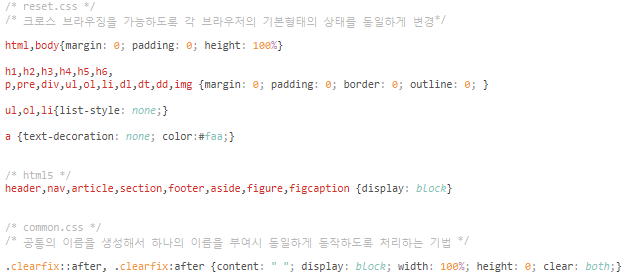 /* reset.css */
/* 크로스 브라우징을 가능하도록 각 브라우저의 기본형태의 상태를 동일하게 변경*/
html,body{margin: 0; padding: 0; height: 100%}
h1,h2,h3,h4,h5,h6,
p,pre,div,ul,ol,li,dl,dt,dd,img {margin: 0; padding: 0; border: 0; outline: 0; }
ul,ol,li{list-style: none;}
a {text-decoration: none; color:#faa;}
/* html5 */
header,nav,article,section,footer,aside,figure,figcaption {display: block}
/* common.css */
/* 공통의 이름을 생성해서 하나의 이름을 부여시 동일하게 동작하도록 처리하는 기법 */
.clearfix::after, .clearfix:after {content: " "; display: block; width: 100%; height: 0; clear: both;}